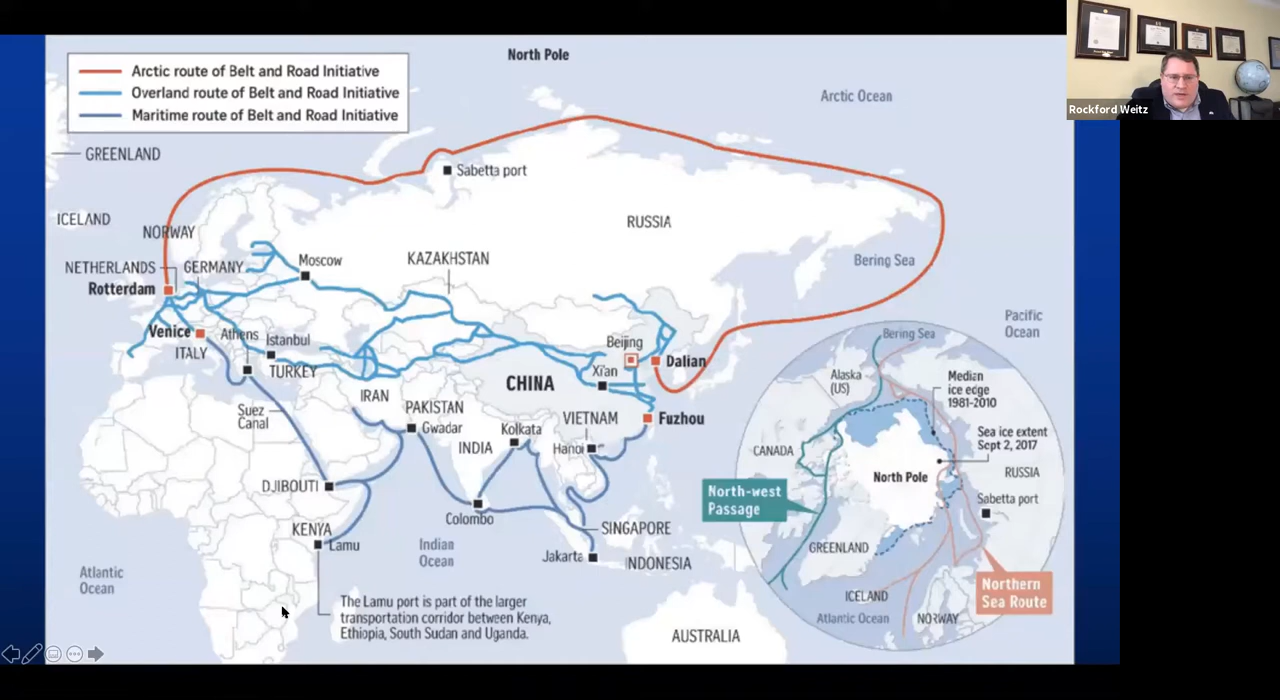 Rockford Weitz
North Pole
Arctic route of Belt and Road Initiative
Overland route of Belt and Road Initiative
Maritime route of Belt and Road Initiative
Arctic Ocean
GREENLAND
Sabetta port
ICELAND
NORWAY
RUSSIA
Bering Sea
NETHERLANDS
GERMANY
Moscow
KAZAKHSTAN
Rotterdam
Pacific
Ocean
Venice
Athens
Istanbul
ITALY
TURKEY
Beijing
Dalian
Xi'an
CHINA
IRAN
PAKISTAN
Gwadar
Suez
Canal
INDIA
Kolkata
VIETNAM
Hanoi
Fuzhou
DJIBOUTI
Colombo
KENYA
Lamu
SINGAPORE
Jakarta
INDONESIA
Indian
Ocean
Atlantic
Ocean
The Lamu port is part of the larger
transportation corridor between Kenya,
Ethiopia, South Sudan and Uganda.
AUSTRALIA
Bering Sea
Alaska
(US)
Median
ice edge
1981-2010
Sea ice extent
Sept 2, 2017
CANADA
North Pole
RUSSIA
Sabetta port
North-west
Passage
GREENLAND
Northern
Sea Route
ICELAND
Atlantic Ocean
NORWAY